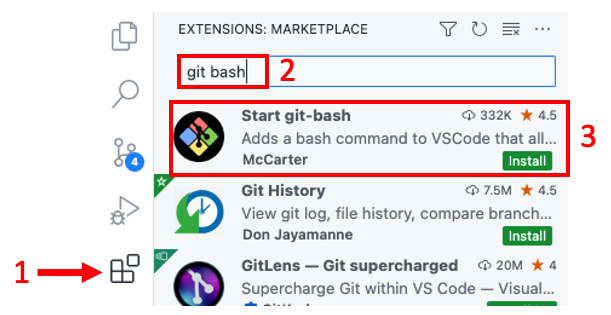 EXTENSIONS: MARKETPLACE
git bash
2
Start git-bash 332K ★ 4.5
Adds a bash command to VSCode that all...
McCarter Install
3
Git History 7.5M ★ 4.5
View git log, file history, compare branch...
Don Jayamanne Install
GitLens — Git supercharged 20M ★ 4
Supercharge Git within VS Code — Visual...
4
1